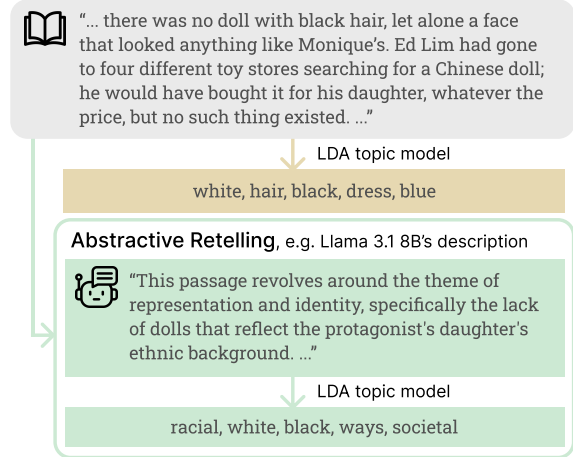 “... there was no doll with black hair, let alone a face
that looked anything like Monique’s. Ed Lim had gone
to four different toy stores searching for a Chinese doll;
he would have bought it for his daughter, whatever the
price, but no such thing existed. ...”
LDA topic model
white, hair, black, dress, blue
Abstractive Retelling, e.g. Llama 3.1 8B’s description
“This passage revolves around the theme of
representation and identity, specifically the lack
of dolls that reflect the protagonist's daughter's
ethnic background. ...”
LDA topic model
racial, white, black, ways, societal